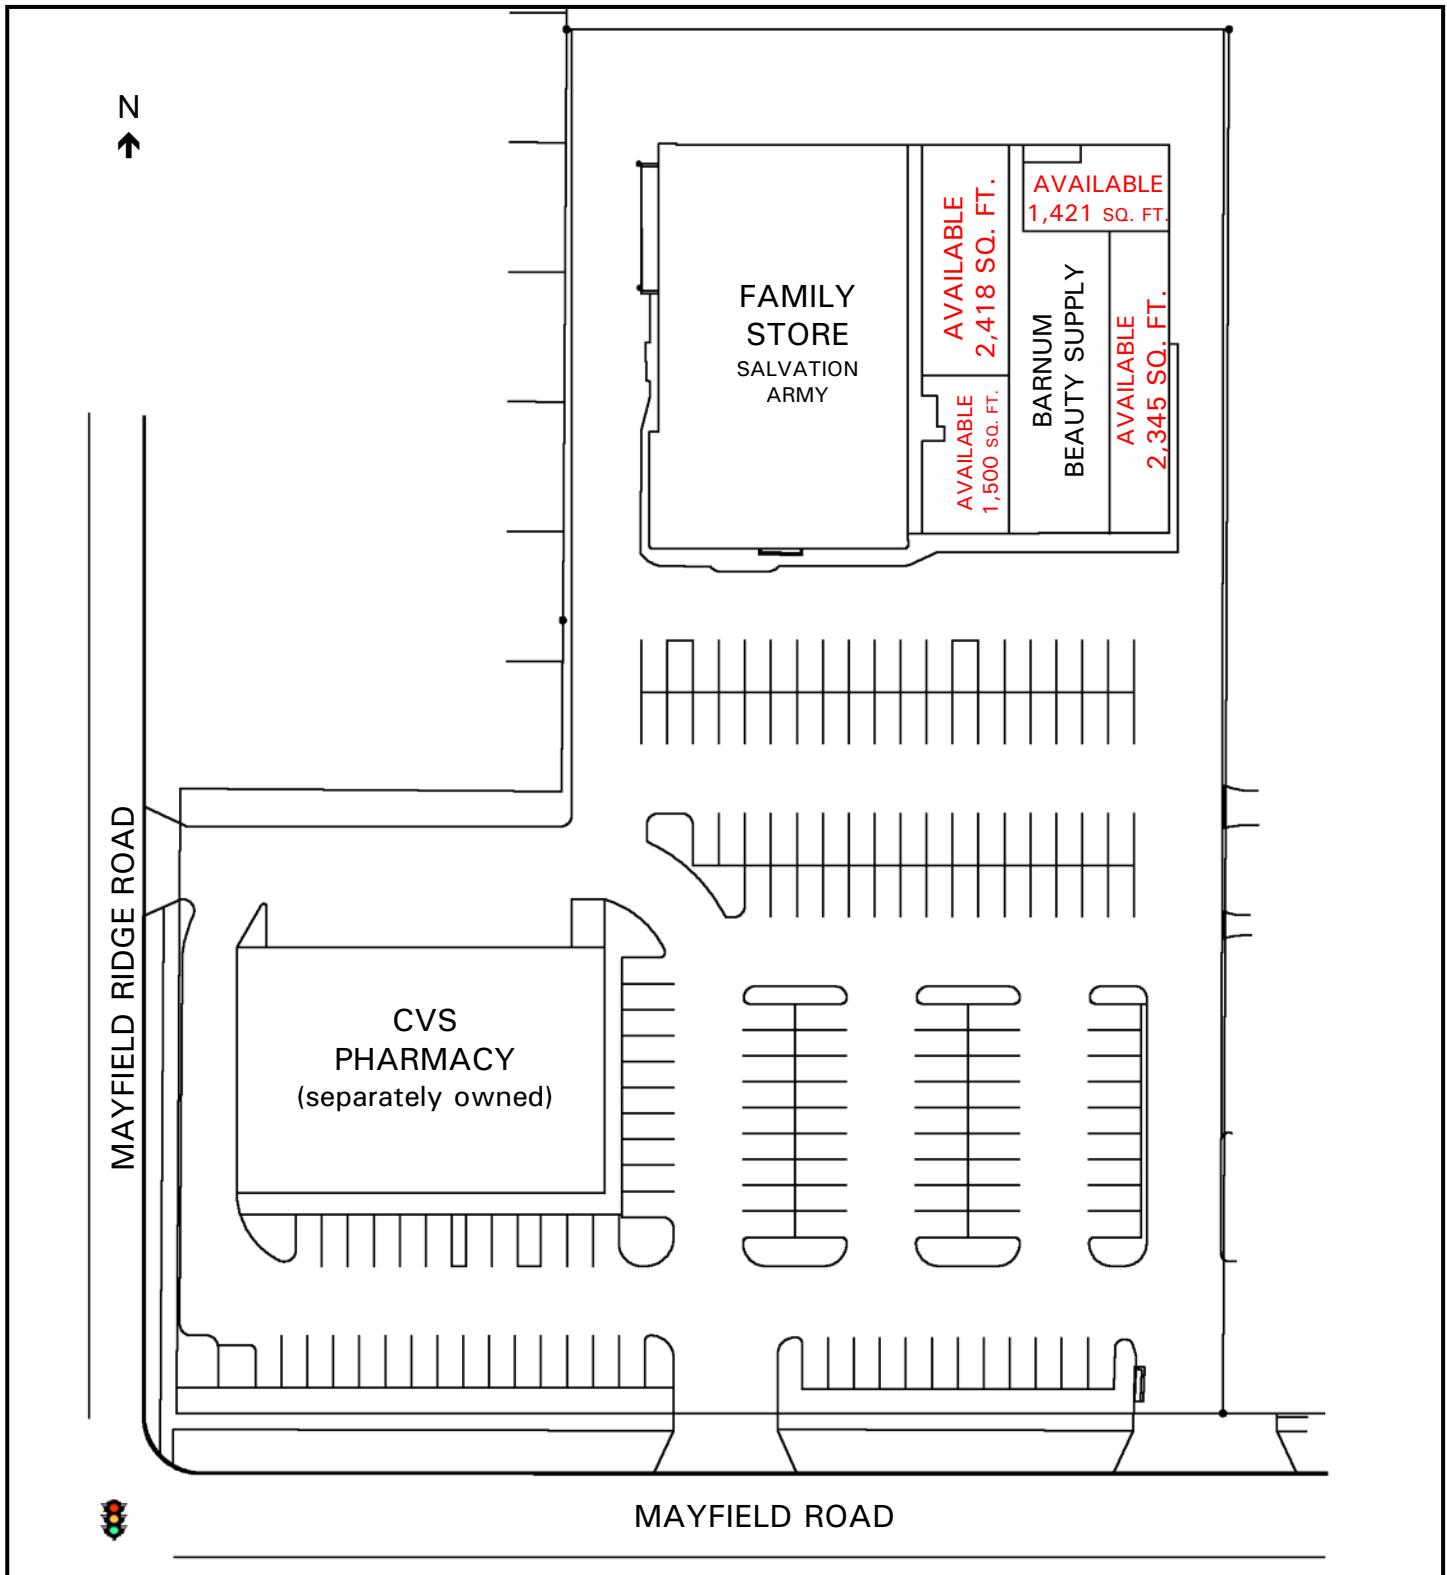 N
FAMILY
STORE
SALVATION
ARMY
AVAILABLE
2,418 SQ. FT.
AVAILABLE
1,500 SQ. FT.
AVAILABLE
1,421 SQ. FT.
BARNUM
BEAUTY SUPPLY
AVAILABLE
2,345 SQ. FT.
MAYFIELD RIDGE ROAD
CVS
PHARMACY
(separately owned)
MAYFIELD ROAD